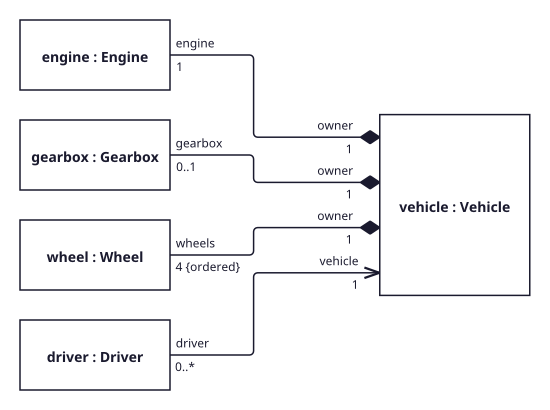 engine : Engine
engine
1
owner
1
gearbox : Gearbox
gearbox
0..1
owner
1
wheel : Wheel
wheels
4 {ordered}
owner
1
driver : Driver
driver
0..*
vehicle
1
vehicle : Vehicle